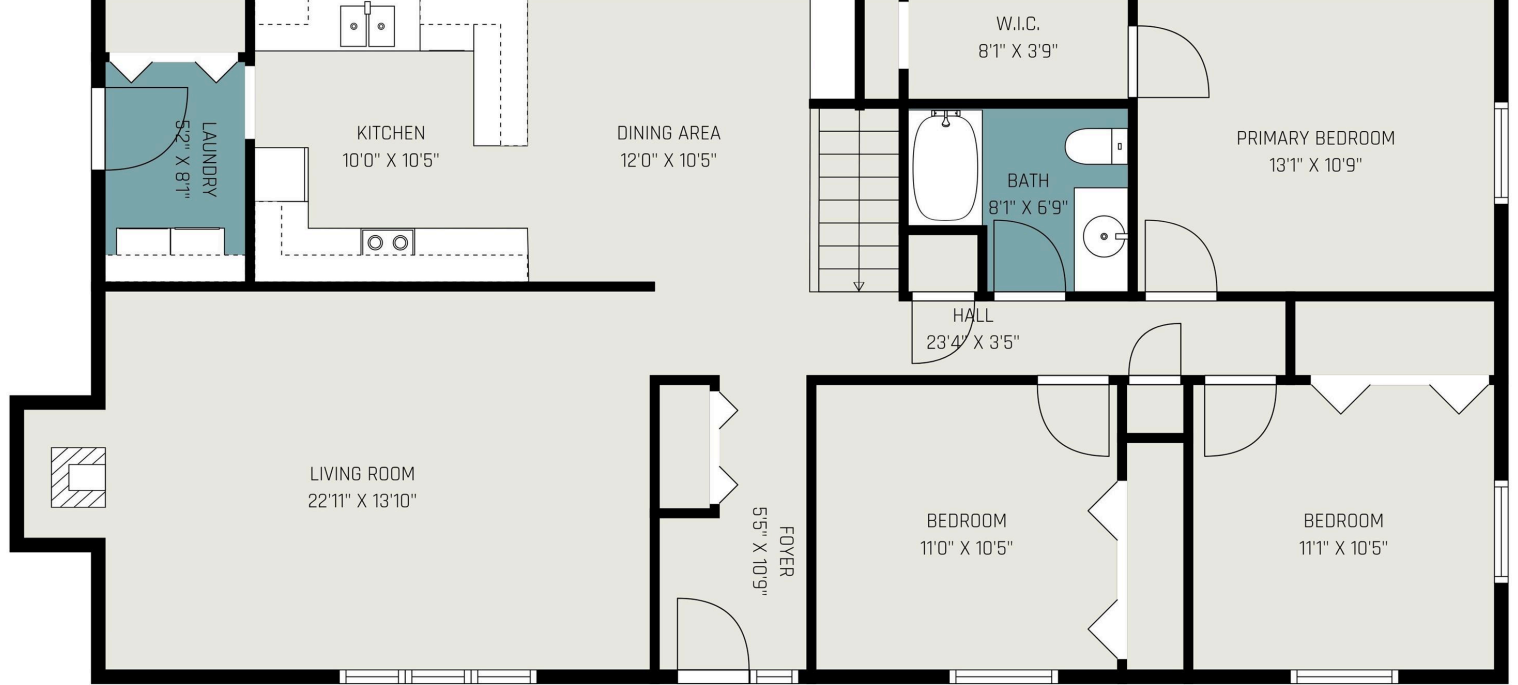 W.I.C.
8'1" X 3'9"
LAUNDRY
5'2" X 8'1"
KITCHEN
10'0" X 10'5"
DINING AREA
12'0" X 10'5"
PRIMARY BEDROOM
13'1" X 10'9"
BATH
8'1" X 6'9"
HALL
23'4" X 3'5"
LIVING ROOM
22'11" X 13'10"
FOYER
5'5" X 10'9"
BEDROOM
11'0" X 10'5"
BEDROOM
11'1" X 10'5"